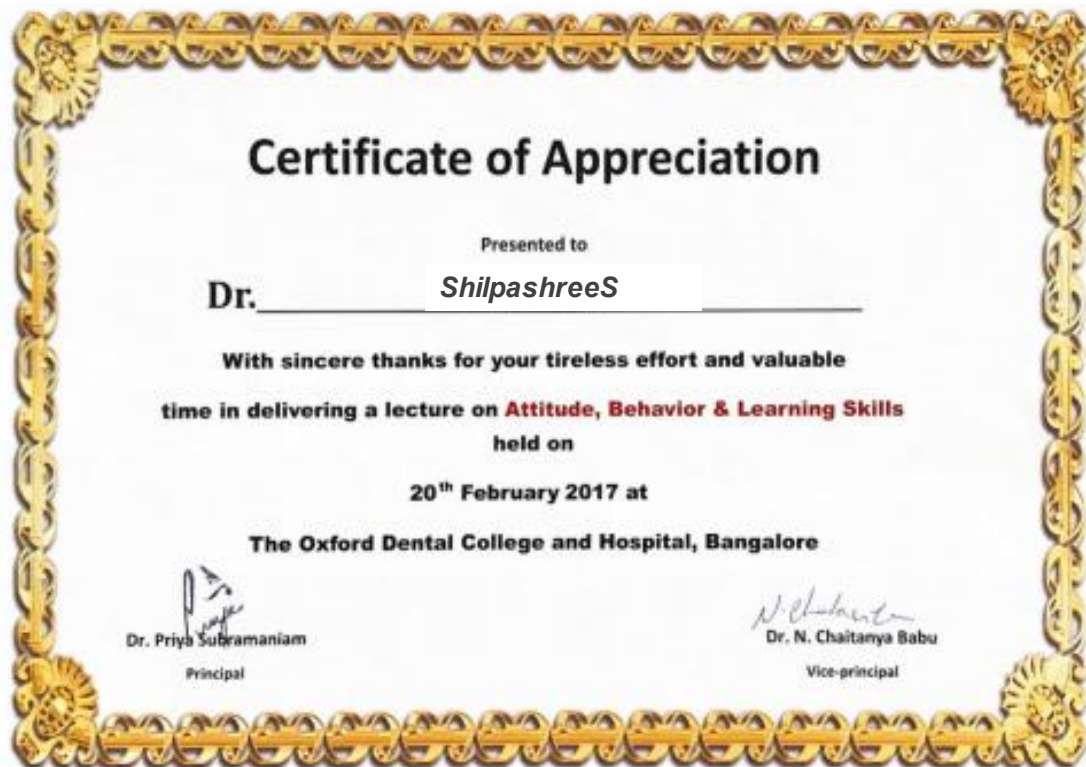 Certificate of Appreciation
Presented to
Dr. ShilpashreeS
With sincere thanks for your tireless effort and valuable
time in delivering a lecture on Attitude, Behavior & Learning Skills
held on
20th February 2017 at
The Oxford Dental College and Hospital, Bangalore
Dr. Priya Subramaniam
Principal
Dr. N. Chaitanya Babu
Vice-principal